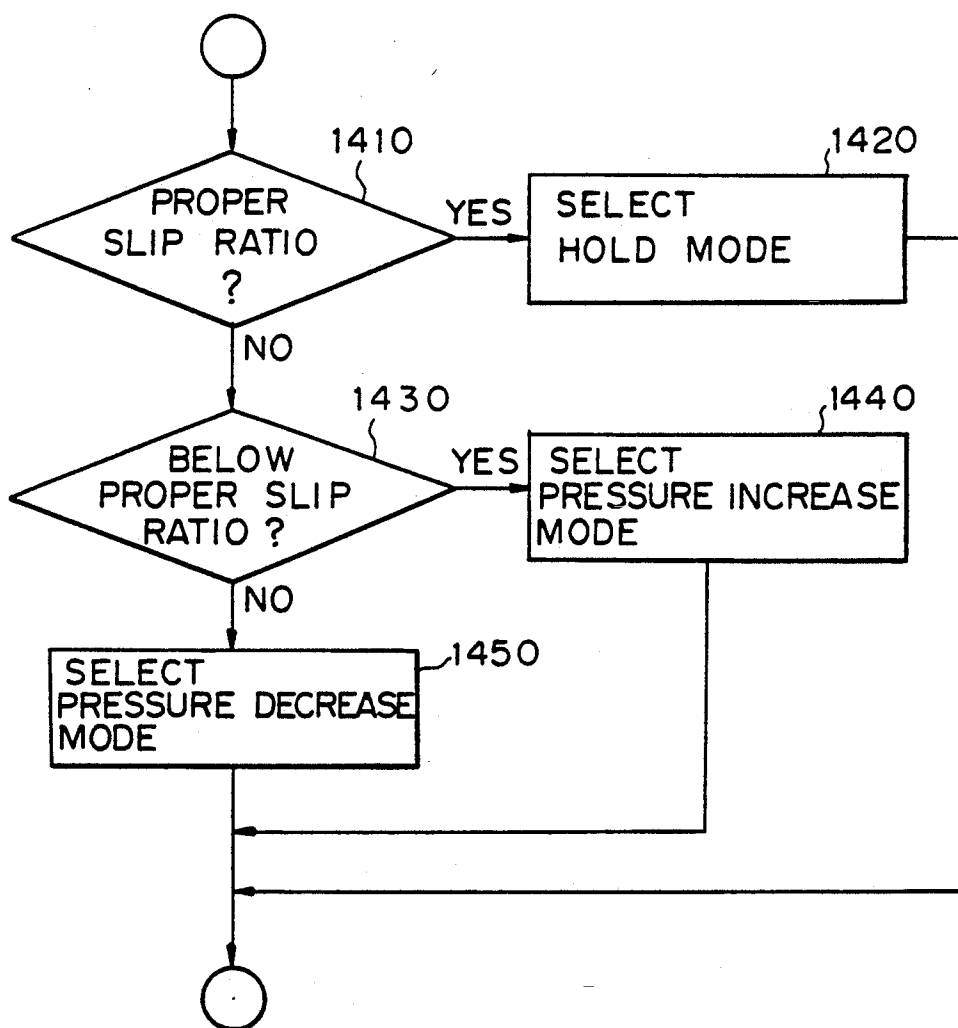 1410
PROPER
SLIP RATIO
?
YES
1420
SELECT
HOLD MODE
NO
1430
BELOW
PROPER SLIP
RATIO?
YES
1440
SELECT
PRESSURE INCREASE
MODE
NO
1450
SELECT
PRESSURE DECREASE
MODE